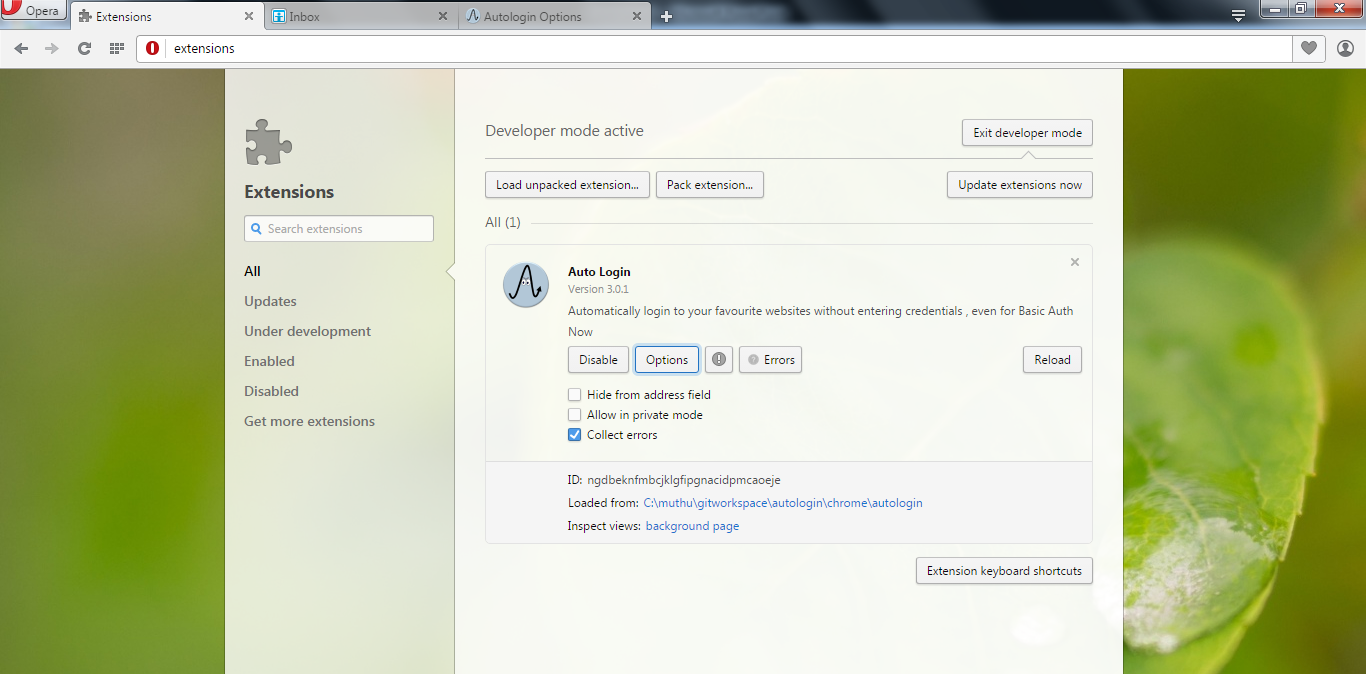 Opera
Extensions
Inbox
Autologin Options
extensions
Developer mode active
Exit developer mode
Load unpacked extension...
Pack extension...
Update extensions now
Extensions
Search extensions
All
Updates
Under development
Enabled
Disabled
Get more extensions
All (1)
Auto Login
Version 3.0.1
Automatically login to your favourite websites without entering credentials , even for Basic Auth
Now
Disable
Options
Errors
Reload
Hide from address field
Allow in private mode
Collect errors
ID: ngdbeknfmbcjklgfipgnacidpmcaoeje
Loaded from: C:\muthu\gitworkspace\autologin\chrome\autologin
Inspect views: background page
Extension keyboard shortcuts